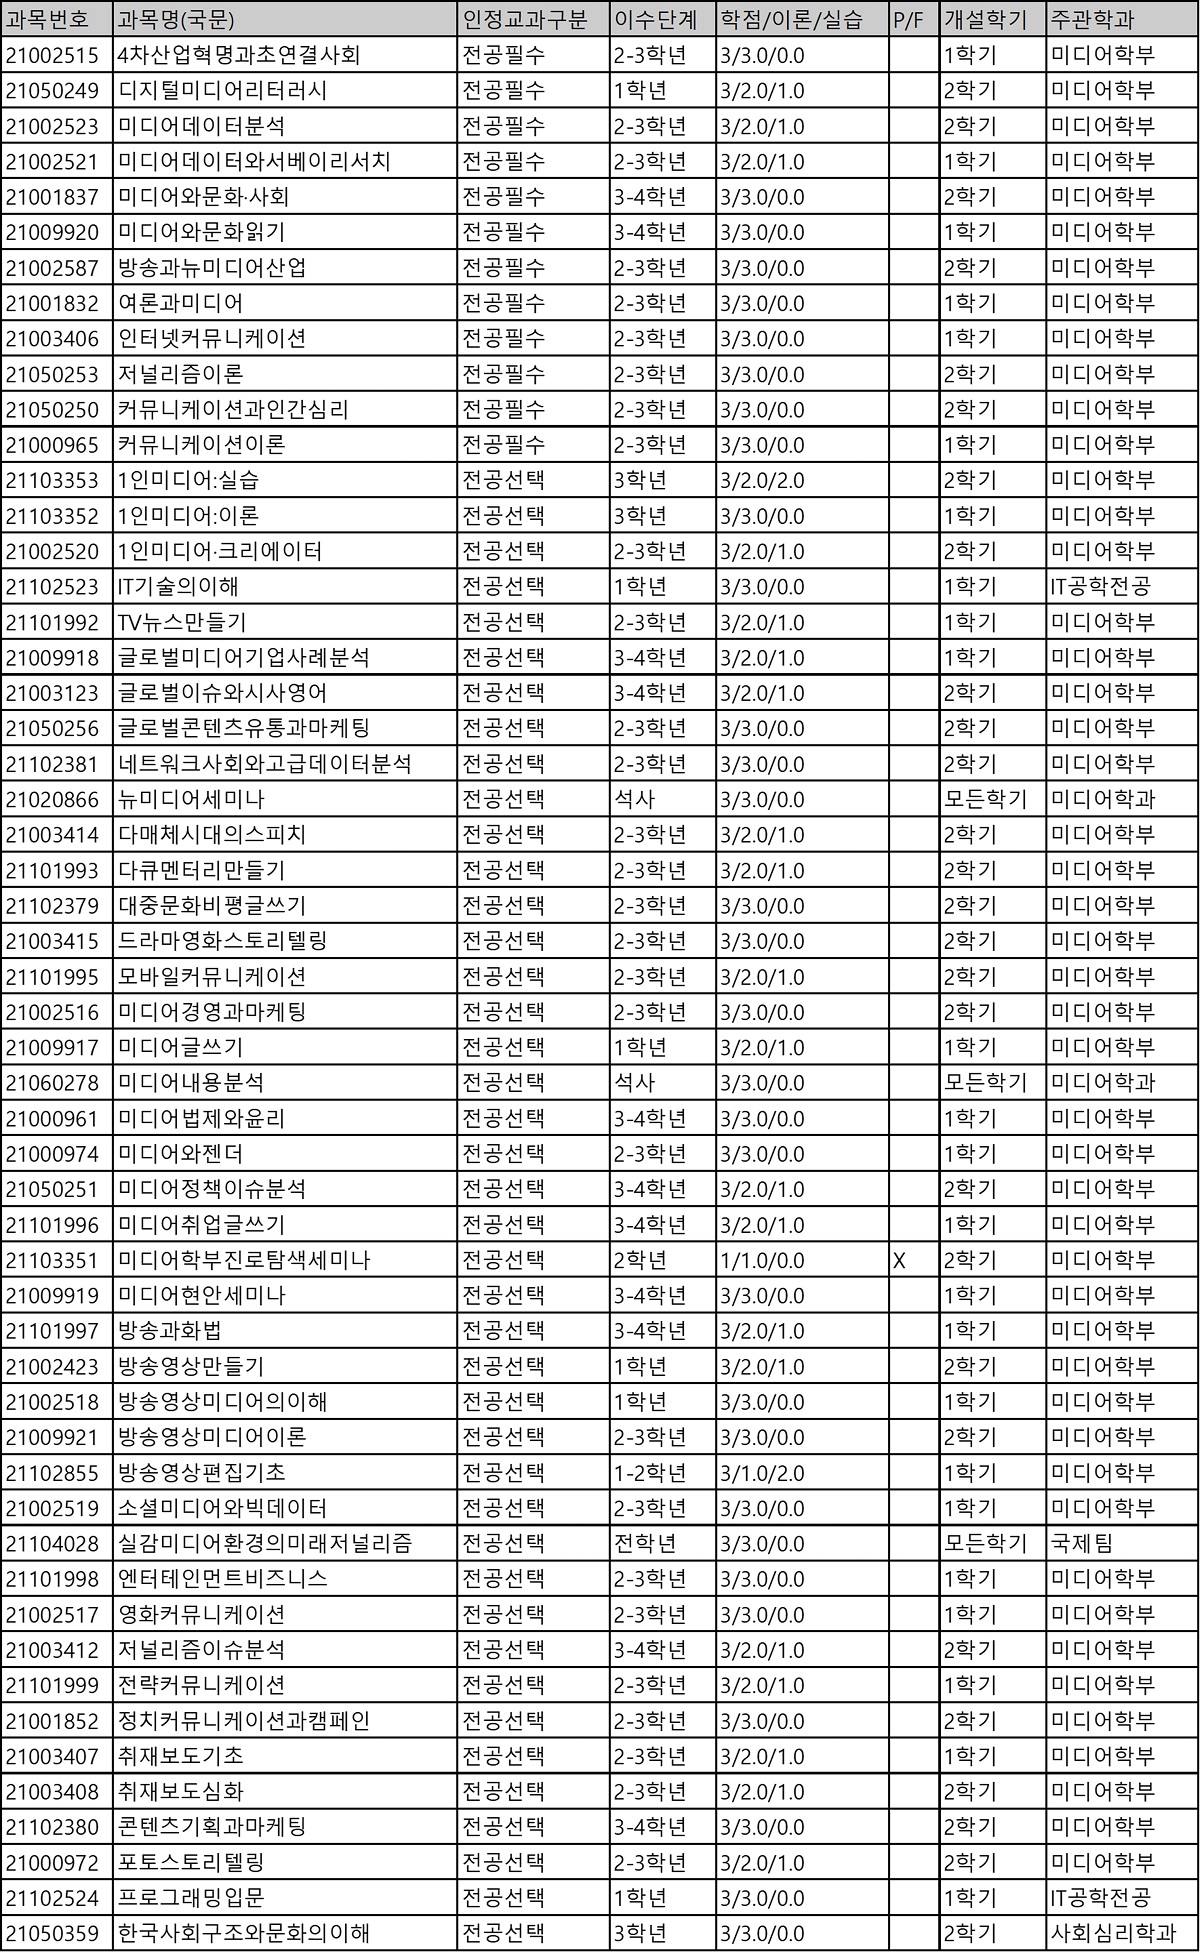 과목번호 과목명(국문) 인정교과구분 이수단계 학점/이론/실습 P/F 개설학기 주관학과
21002515 4차산업혁명과초연결사회 전공필수 2-3학년 3/3.0/0.0 1학기 미디어학부
21050249 디지털미디어리터러시 전공필수 1학년 3/2.0/1.0 2학기 미디어학부
21002523 미디어데이터분석 전공필수 2-3학년 3/2.0/1.0 2학기 미디어학부
21002521 미디어데이터와서베이리서치 전공필수 2-3학년 3/2.0/1.0 1학기 미디어학부
21001837 미디어와문화·사회 전공필수 3-4학년 3/3.0/0.0 2학기 미디어학부
21009920 미디어와문화읽기 전공필수 3-4학년 3/3.0/0.0 1학기 미디어학부
21002587 방송과뉴미디어산업 전공필수 2-3학년 3/3.0/0.0 2학기 미디어학부
21001832 여론과미디어 전공필수 2-3학년 3/3.0/0.0 1학기 미디어학부
21003406 인터넷커뮤니케이션 전공필수 2-3학년 3/3.0/0.0 1학기 미디어학부
21050253 저널리즘이론 전공필수 2-3학년 3/3.0/0.0 2학기 미디어학부
21050250 커뮤니케이션과인간심리 전공필수 2-3학년 3/3.0/0.0 2학기 미디어학부
21000965 커뮤니케이션이론 전공필수 2-3학년 3/3.0/0.0 1학기 미디어학부
21103353 1인미디어:실습 전공선택 3학년 3/2.0/2.0 2학기 미디어학부
21103352 1인미디어:이론 전공선택 3학년 3/3.0/0.0 1학기 미디어학부
21002520 1인미디어·크리에이터 전공선택 2-3학년 3/2.0/1.0 2학기 미디어학부
21102523 IT기술의이해 전공선택 1학년 3/3.0/0.0 1학기 IT공학전공
21101992 TV뉴스만들기 전공선택 2-3학년 3/2.0/1.0 1학기 미디어학부
21009918 글로벌미디어기업사례분석 전공선택 3-4학년 3/2.0/1.0 1학기 미디어학부
21003123 글로벌이슈와시사영어 전공선택 3-4학년 3/2.0/1.0 2학기 미디어학부
21050256 글로벌콘텐츠유통과마케팅 전공선택 2-3학년 3/3.0/0.0 2학기 미디어학부
21102381 네트워크사회와고급데이터분석 전공선택 2-3학년 3/3.0/0.0 2학기 미디어학부
21020866 뉴미디어세미나 전공선택 석사 3/3.0/0.0 모든학기 미디어학과
21003414 다매체시대의스피치 전공선택 2-3학년 3/2.0/1.0 2학기 미디어학부
21101993 다큐멘터리만들기 전공선택 2-3학년 3/2.0/1.0 2학기 미디어학부
21102379 대중문화비평글쓰기 전공선택 2-3학년 3/3.0/0.0 2학기 미디어학부
21003415 드라마영화스토리텔링 전공선택 2-3학년 3/3.0/0.0 2학기 미디어학부
21101995 모바일커뮤니케이션 전공선택 2-3학년 3/2.0/1.0 2학기 미디어학부
21002516 미디어경영과마케팅 전공선택 2-3학년 3/3.0/0.0 2학기 미디어학부
21009917 미디어글쓰기 전공선택 1학년 3/2.0/1.0 1학기 미디어학부
21060278 미디어내용분석 전공선택 석사 3/3.0/0.0 모든학기 미디어학과
21000961 미디어법제와윤리 전공선택 3-4학년 3/3.0/0.0 1학기 미디어학부
21000974 미디어와젠더 전공선택 2-3학년 3/3.0/0.0 1학기 미디어학부
21050251 미디어정책이슈분석 전공선택 3-4학년 3/2.0/1.0 2학기 미디어학부
21101996 미디어취업글쓰기 전공선택 3-4학년 3/2.0/1.0 1학기 미디어학부
21103351 미디어학부진로탐색세미나 전공선택 2학년 1/1.0/0.0 X 2학기 미디어학부
21009919 미디어현안세미나 전공선택 3-4학년 3/3.0/0.0 1학기 미디어학부
21101997 방송과화법 전공선택 3-4학년 3/2.0/1.0 1학기 미디어학부
21002423 방송영상만들기 전공선택 1학년 3/2.0/1.0 2학기 미디어학부
21002518 방송영상미디어의이해 전공선택 1학년 3/3.0/0.0 1학기 미디어학부
21009921 방송영상미디어이론 전공선택 2-3학년 3/3.0/0.0 2학기 미디어학부
21102855 방송영상편집기초 전공선택 1-2학년 3/1.0/2.0 1학기 미디어학부
21002519 소셜미디어와빅데이터 전공선택 2-3학년 3/3.0/0.0 1학기 미디어학부
21104028 실감미디어환경의미래저널리즘 전공선택 전학년 3/3.0/0.0 모든학기 국제팀
21101998 엔터테인먼트비즈니스 전공선택 2-3학년 3/3.0/0.0 1학기 미디어학부
21002517 영화커뮤니케이션 전공선택 2-3학년 3/3.0/0.0 1학기 미디어학부
21003412 저널리즘이슈분석 전공선택 3-4학년 3/2.0/1.0 2학기 미디어학부
21101999 전략커뮤니케이션 전공선택 2-3학년 3/2.0/1.0 1학기 미디어학부
21001852 정치커뮤니케이션과캠페인 전공선택 2-3학년 3/3.0/0.0 2학기 미디어학부
21003407 취재보도기초 전공선택 2-3학년 3/2.0/1.0 1학기 미디어학부
21003408 취재보도심화 전공선택 2-3학년 3/2.0/1.0 2학기 미디어학부
21102380 콘텐츠기획과마케팅 전공선택 3-4학년 3/3.0/0.0 2학기 미디어학부
21000972 포토스토리텔링 전공선택 2-3학년 3/2.0/1.0 2학기 미디어학부
21102524 프로그래밍입문 전공선택 1학년 3/3.0/0.0 1학기 IT공학전공
21050359 한국사회구조와문화의이해 전공선택 3학년 3/3.0/0.0 2학기 사회심리학과